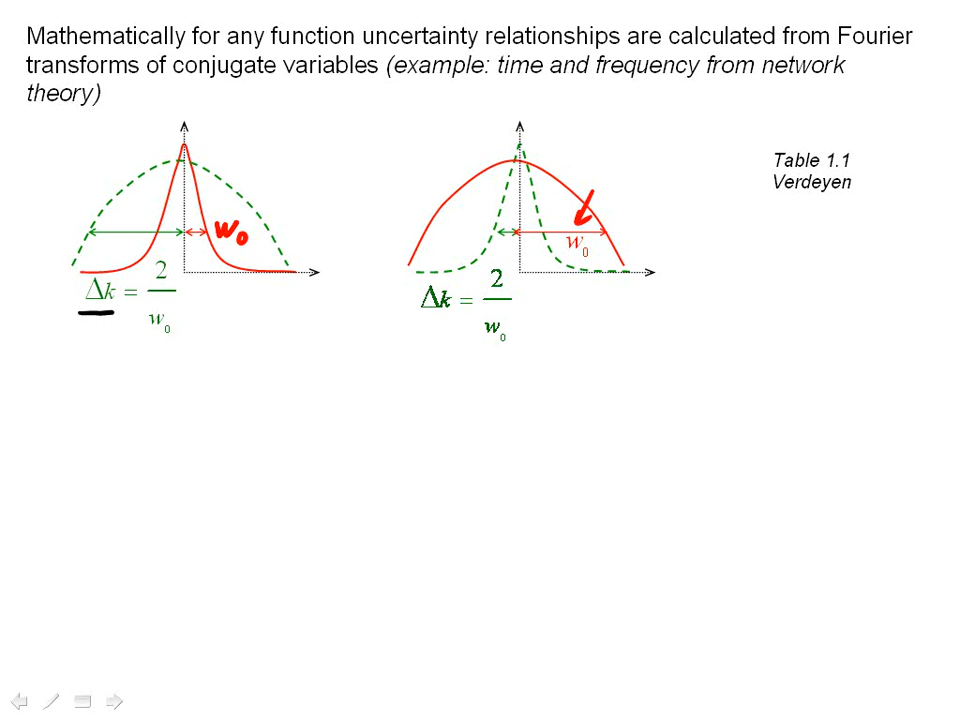 Mathematically for any function uncertainty relationships are calculated from Fourier
transforms of conjugate variables (example: time and frequency from network
theory)
Table 1.1
Verdeyen
w₀
w₀
Δk = 2/w₀
Δk = 2/w₀